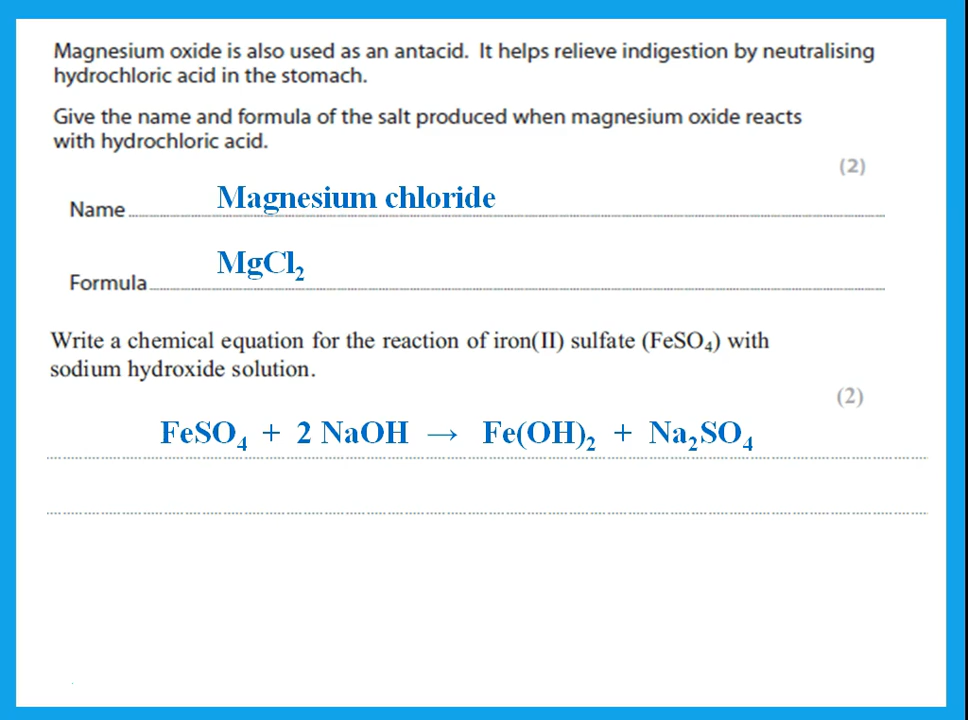 Magnesium oxide is also used as an antacid. It helps relieve indigestion by neutralising
hydrochloric acid in the stomach.
Give the name and formula of the salt produced when magnesium oxide reacts
with hydrochloric acid.
(2)
Name Magnesium chloride
Formula MgCl₂
Write a chemical equation for the reaction of iron(II) sulfate (FeSO₄) with
sodium hydroxide solution.
(2)
FeSO₄ + 2 NaOH → Fe(OH)₂ + Na₂SO₄